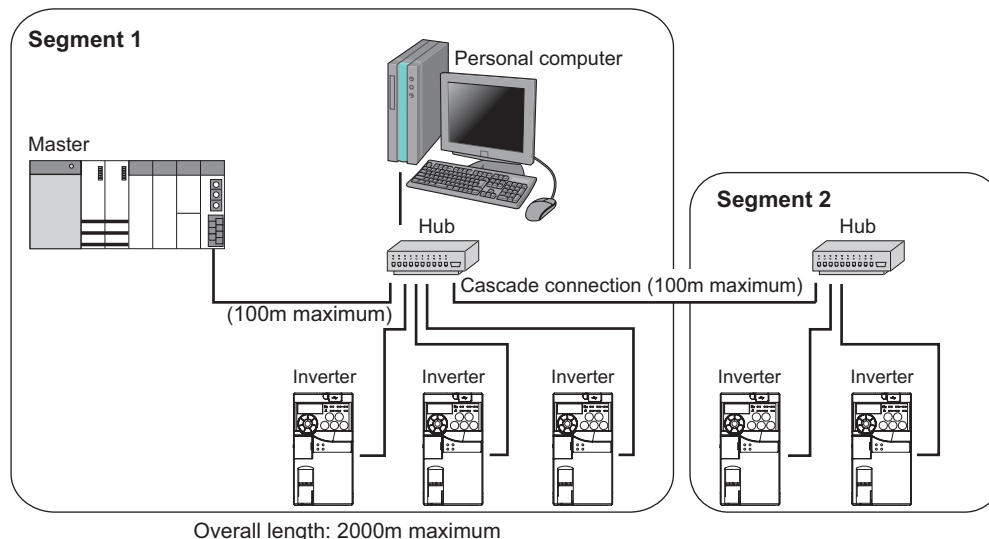 Segment 1
Personal computer
Master
Hub
Cascade connection (100m maximum)
(100m maximum)
Inverter
Inverter
Inverter
Segment 2
Hub
Inverter
Inverter
Overall length: 2000m maximum